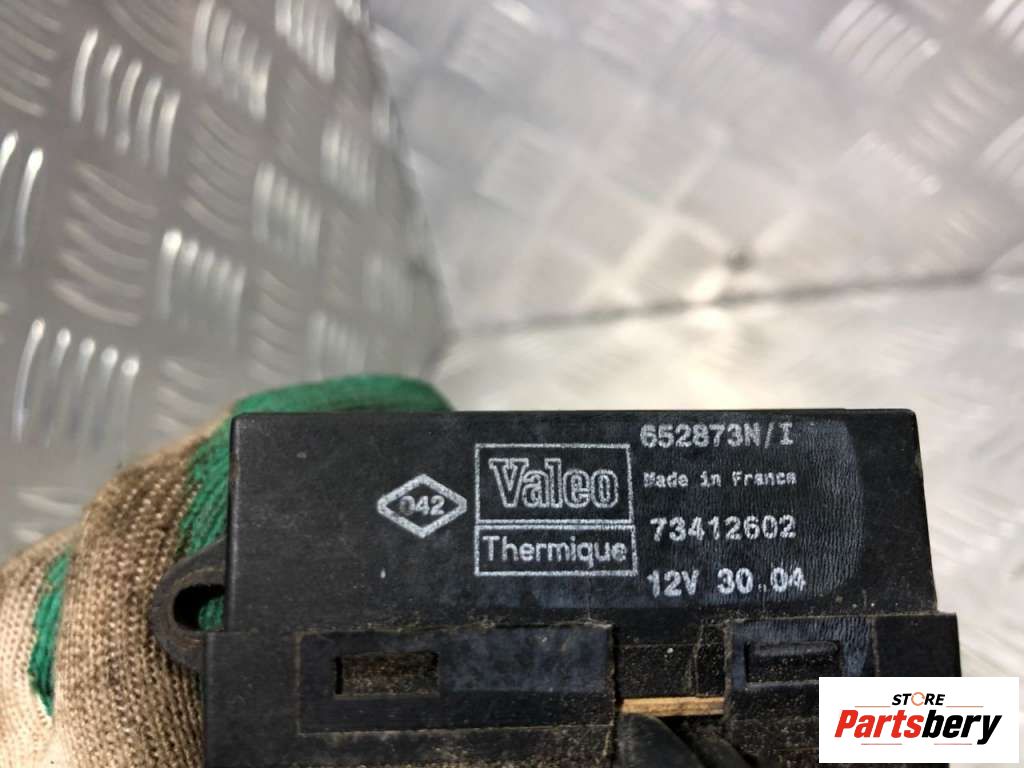 652873N/I
Valeo
Made in France
042
73412602
Thermique
12V 30.04
STORE
Partsbery